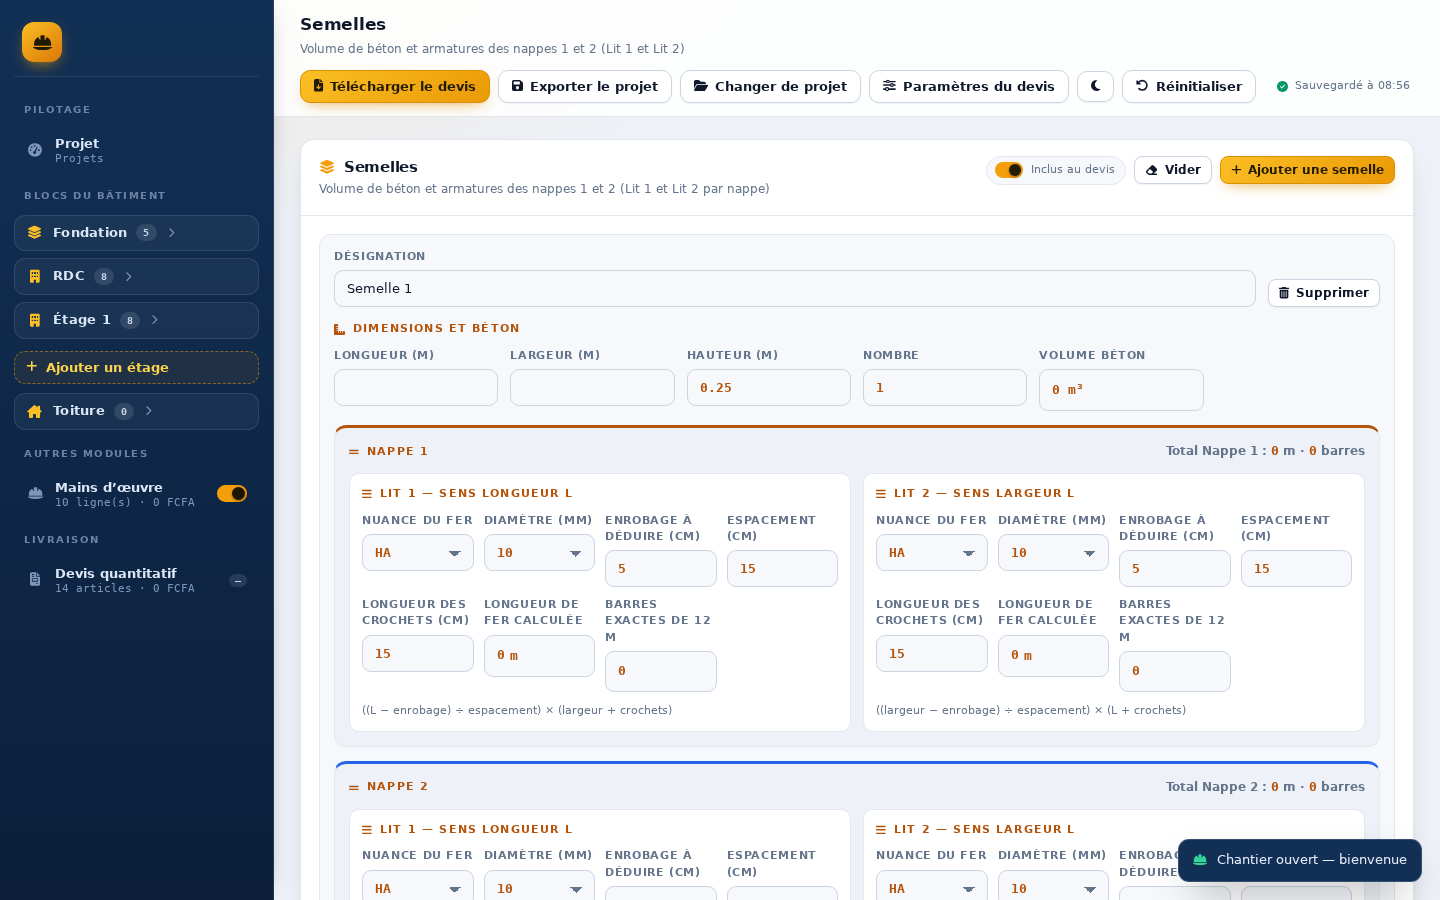 PILOTAGE
Projet
Projets
BLOCS DU BÂTIMENT
Fondation 5
RDC 8
Étage 1 8
+ Ajouter un étage
Toiture 0
AUTRES MODULES
Mains d’œuvre
10 ligne(s) · 0 FCFA
LIVRAISON
Devis quantitatif
14 articles · 0 FCFA
—
Semelles
Volume de béton et armatures des nappes 1 et 2 (Lit 1 et Lit 2)
Télécharger le devis
Exporter le projet
Changer de projet
Paramètres du devis
Réinitialiser
Sauvegardé à 08:56
Semelles
Volume de béton et armatures des nappes 1 et 2 (Lit 1 et Lit 2 par nappe)
Inclus au devis
Vider
+ Ajouter une semelle
DÉSIGNATION
Semelle 1
Supprimer
DIMENSIONS ET BÉTON
LONGUEUR (M) LARGEUR (M) HAUTEUR (M) NOMBRE VOLUME BÉTON
0.25 1 0 m³
NAPPE 1
Total Nappe 1 : 0 m · 0 barres
LIT 1 — SENS LONGUEUR L
NUANCE DU FER DIAMÈTRE (MM) ENROBAGE À ESPACEMENT
DÉDUIRE (CM) (CM)
HA 10 5 15
LONGUEUR DES LONGUEUR DE BARRES
CROCHETS (CM) FER CALCULÉE EXACTES DE 12
M
15 0 m 0
((L − enrobage) ÷ espacement) × (largeur + crochets)
LIT 2 — SENS LARGEUR L
NUANCE DU FER DIAMÈTRE (MM) ENROBAGE À ESPACEMENT
DÉDUIRE (CM) (CM)
HA 10 5 15
LONGUEUR DES LONGUEUR DE BARRES
CROCHETS (CM) FER CALCULÉE EXACTES DE 12
M
15 0 m 0
((largeur − enrobage) ÷ espacement) × (L + crochets)
NAPPE 2
Total Nappe 2 : 0 m · 0 barres
LIT 1 — SENS LONGUEUR L
NUANCE DU FER DIAMÈTRE (MM) ENROBAGE À ESPACEMENT
DÉDUIRE (CM) (CM)
HA 10
LIT 2 — SENS LARGEUR L
NUANCE DU FER DIAMÈTRE (MM)
HA 10
Chantier ouvert — bienvenue